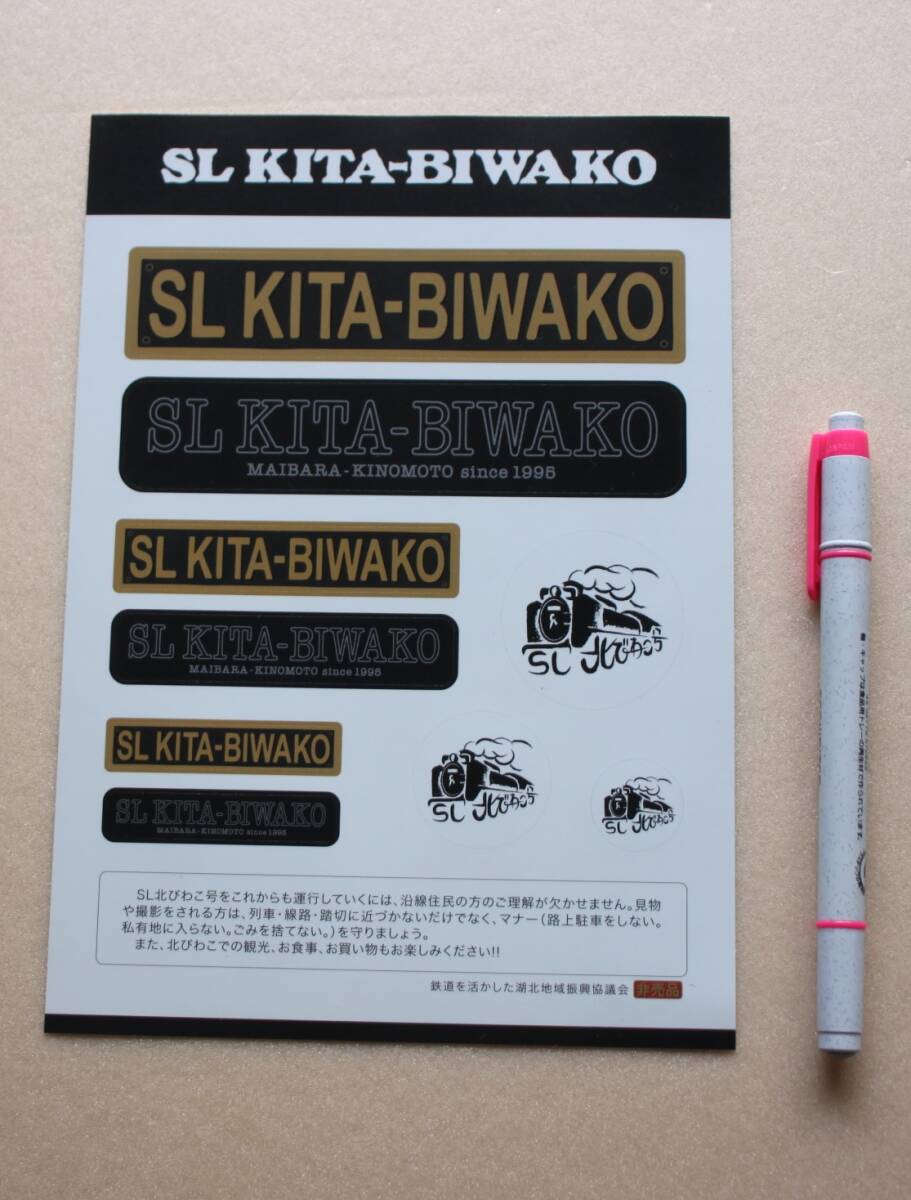 SL KITA-BIWAKO
SL KITA-BIWAKO
SL KITA-BIWAKO
MAIBARA-KINOMOTO since 1995
SL KITA-BIWAKO
SL KITA-BIWAKO
MAIBARA-KINOMOTO since 1995
SL 北びわこ
SL KITA-BIWAKO
SL KITA-BIWAKO
MAIBARA-KINOMOTO since 1995
SL 北びわこ
SL 北びわこ
SL北びわこ号をこれからも運行していくには、沿線住民の方のご理解が欠かせません。見物
や撮影をされる方は、列車・線路・踏切に近づかないだけでなく、マナー(路上駐車をしない。
私有地に入らない。ごみを捨てない。)を守りましょう。
また、北びわこでの観光、お食事、お買い物もお楽しみください!!
鉄道を活かした湖北地域振興協議会 非売品